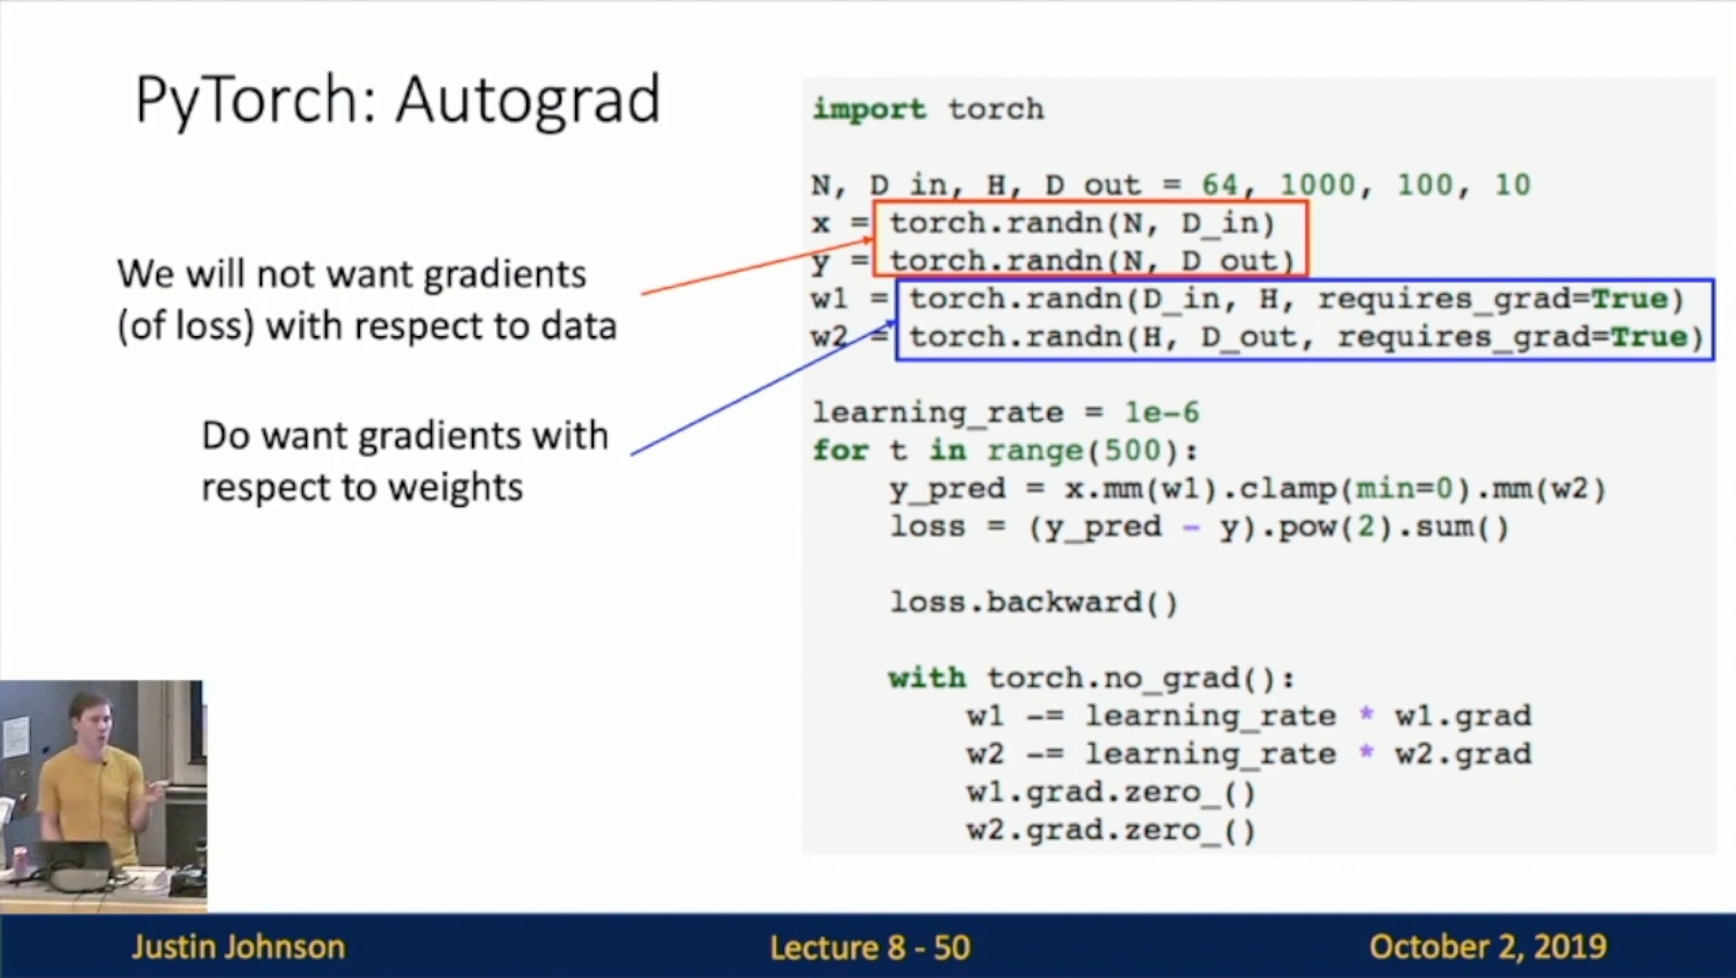 PyTorch: Autograd
We will not want gradients
(of loss) with respect to data
Do want gradients with
respect to weights
import torch
N, D_in, H, D_out = 64, 1000, 100, 10
x = torch.randn(N, D_in)
y = torch.randn(N, D_out)
w1 = torch.randn(D_in, H, requires_grad=True)
w2 = torch.randn(H, D_out, requires_grad=True)
learning_rate = 1e-6
for t in range(500):
    y_pred = x.mm(w1).clamp(min=0).mm(w2)
    loss = (y_pred - y).pow(2).sum()
    loss.backward()
    with torch.no_grad():
        w1 -= learning_rate * w1.grad
        w2 -= learning_rate * w2.grad
        w1.grad.zero_()
        w2.grad.zero_()
Justin Johnson
Lecture 8 - 50
October 2, 2019